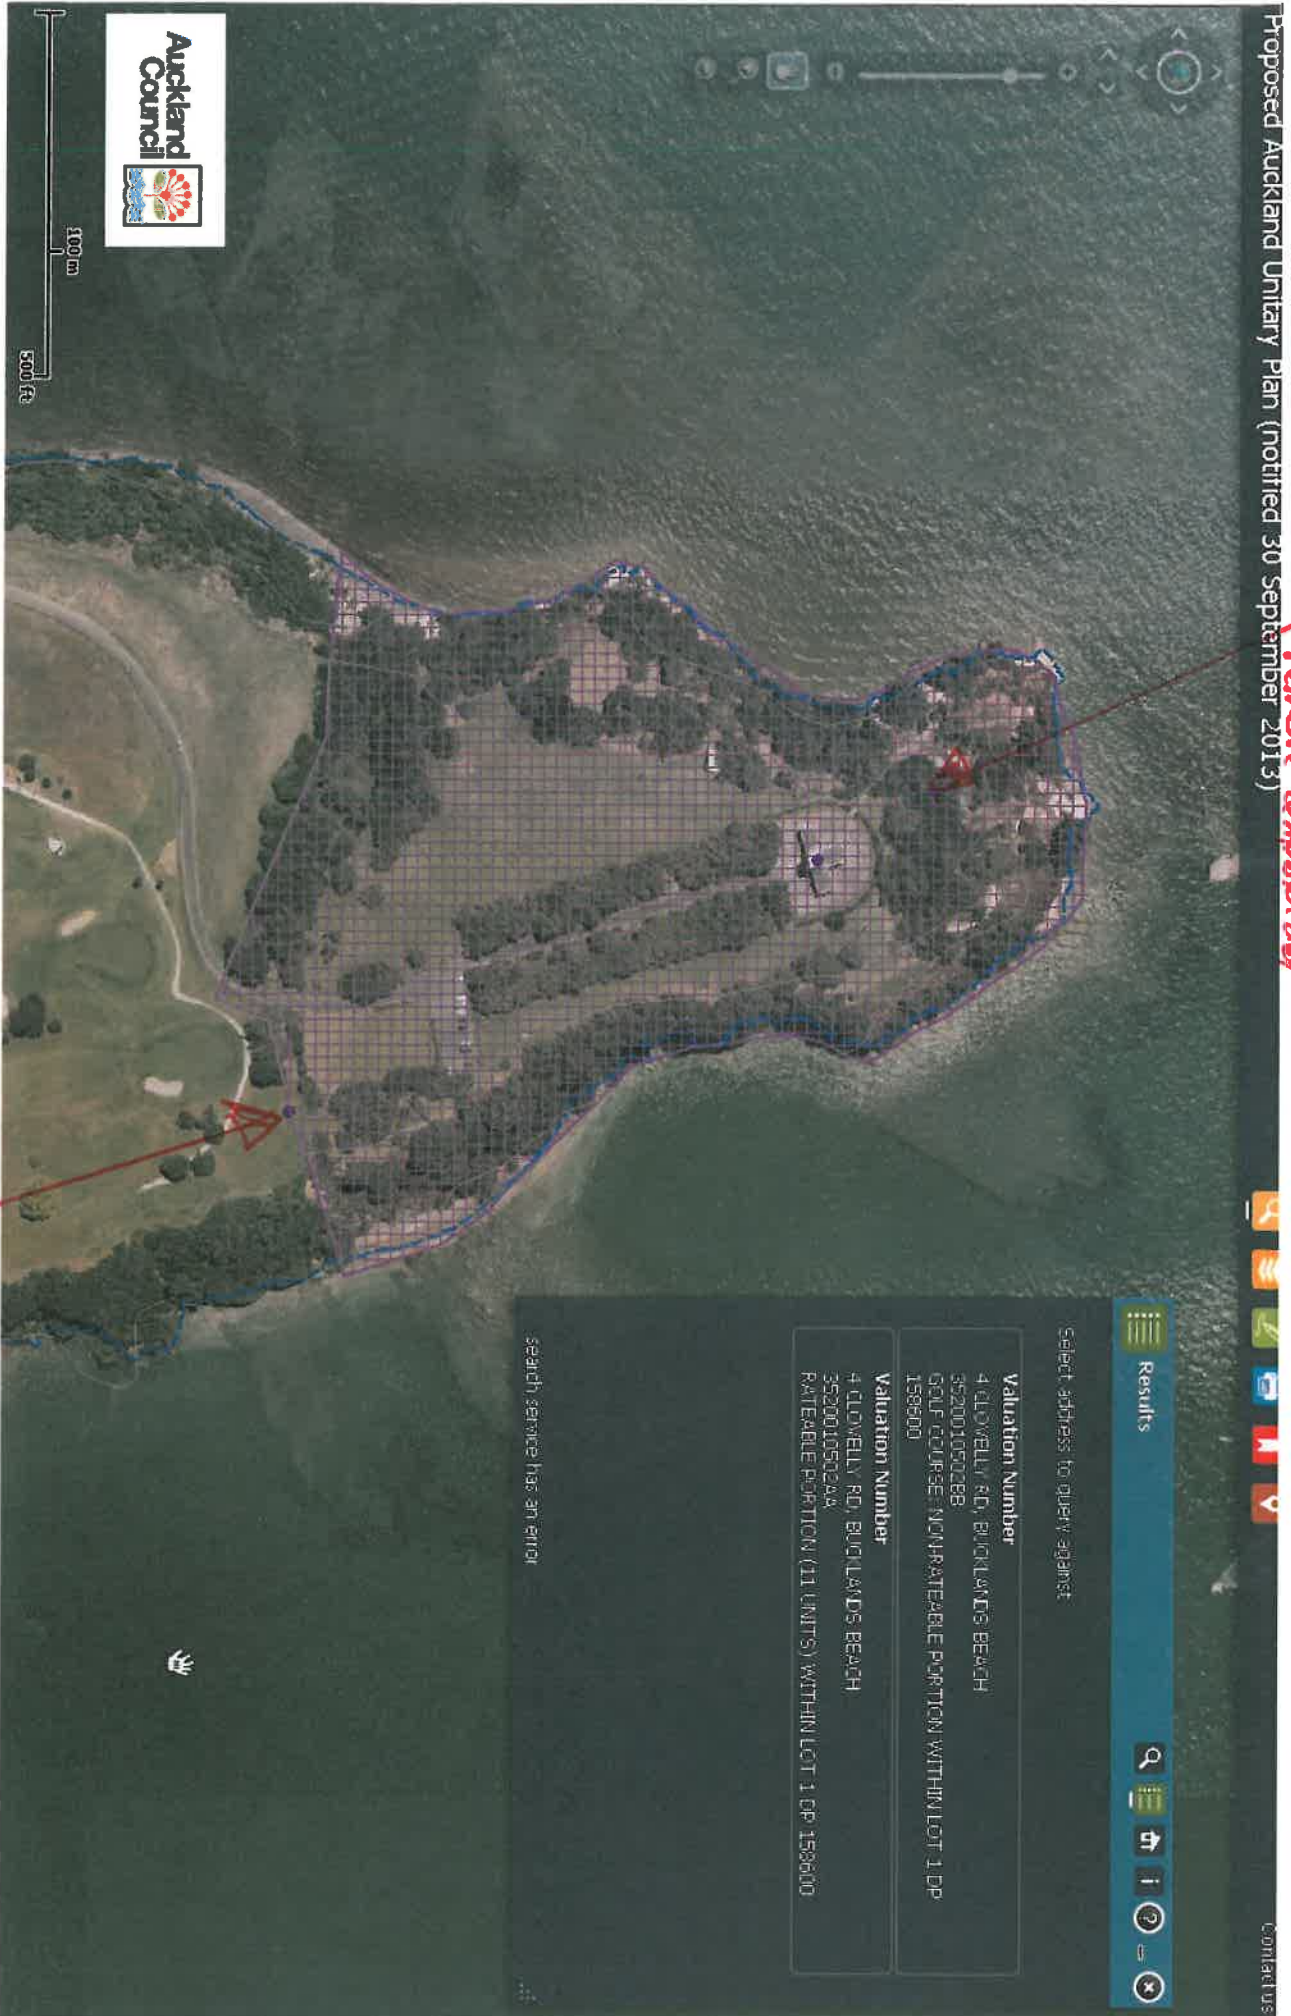 Proposed Auckland Unitary Plan (notified 30 September 2013)
Contact us
Results
Select address to query against
Valuation Number
4 CLOVELLY RD, BUCKLANDS BEACH
3520010502BB
GOLF COURSE: NON-RATEABLE PORTION WITHIN LOT 1 DP
158600
Valuation Number
4 CLOVELLY RD, BUCKLANDS BEACH
3520010502AA
RATEABLE PORTION (11 UNITS) WITHIN LOT 1 DP 158600
search service has an error
Auckland
Council
100 m
500 ft